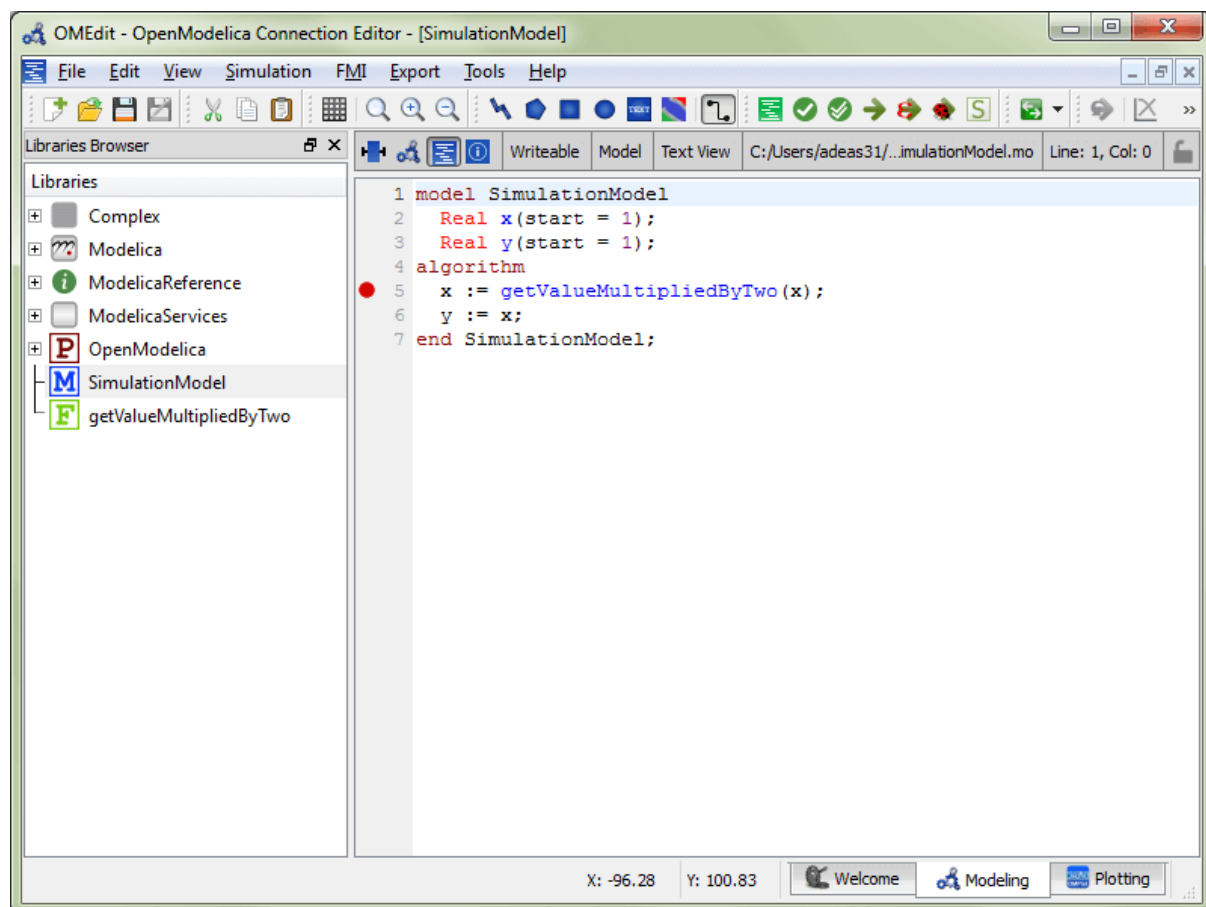 OMEdit - OpenModelica Connection Editor - [SimulationModel]
File Edit View Simulation FMI Export Tools Help
TEXT S »
Libraries Browser
Writeable Model Text View C:/Users/adeas31/...imulationModel.mo Line: 1, Col: 0
Libraries
Complex
Modelica
ModelicaReference
ModelicaServices
P OpenModelica
M SimulationModel
F getValueMultipliedByTwo
1 model SimulationModel
2 Real x(start = 1);
3 Real y(start = 1);
4 algorithm
5 x := getValueMultipliedByTwo(x);
6 y := x;
7 end SimulationModel;
X: -96.28 Y: 100.83 Welcome Modeling Plotting